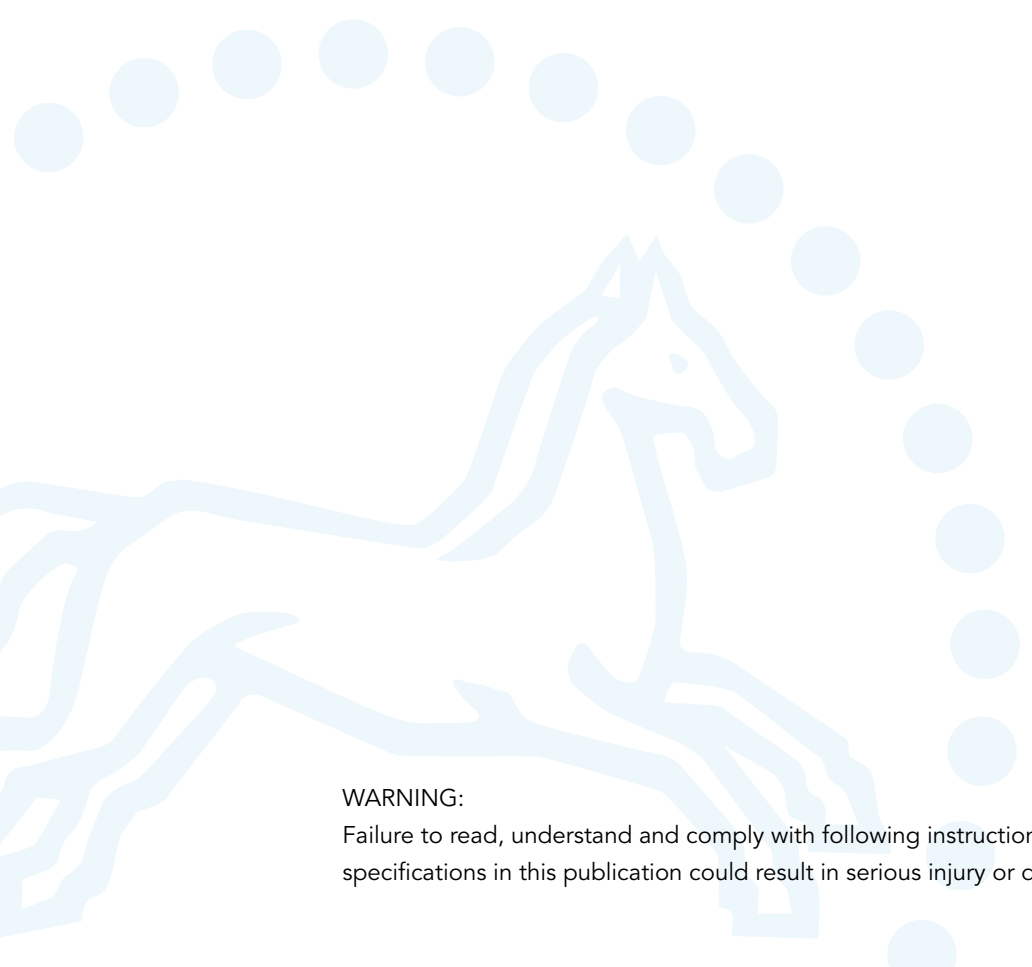 WARNING:
Failure to read, understand and comply with following instruction
specifications in this publication could result in serious injury or